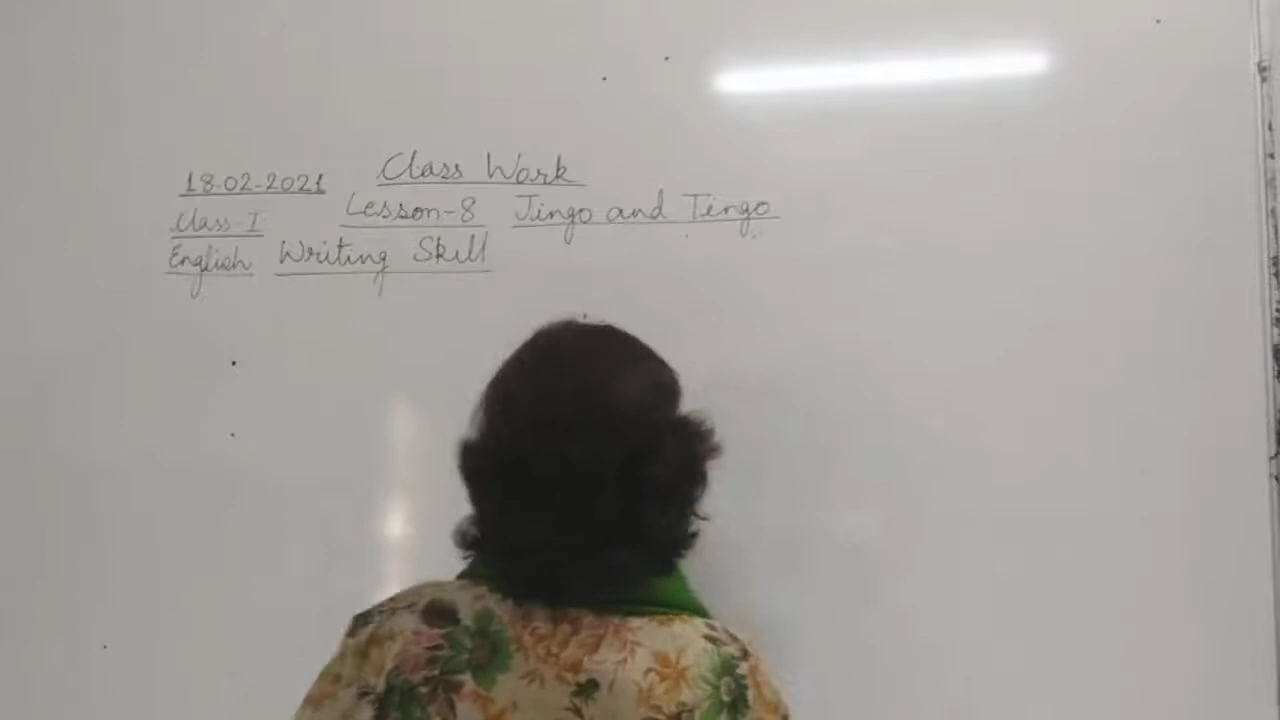 Class Work
18.02-2021
Lesson-8 Jingo and Tingo
Class-I
English Writing Skill